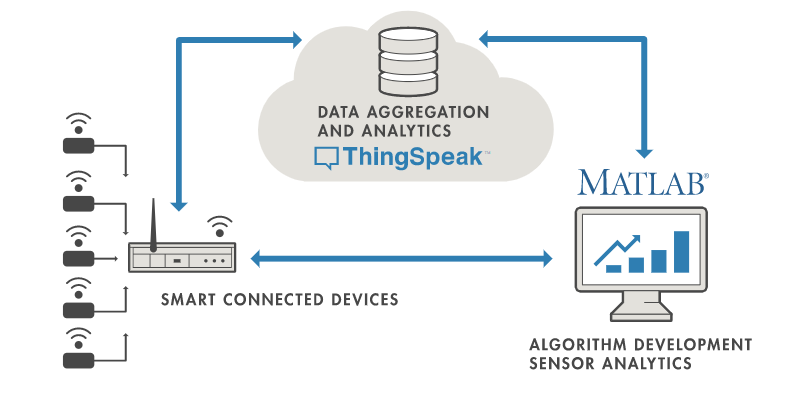 DATA AGGREGATION
AND ANALYTICS
ThingSpeak™
MATLAB®
SMART CONNECTED DEVICES
ALGORITHM DEVELOPMENT
SENSOR ANALYTICS